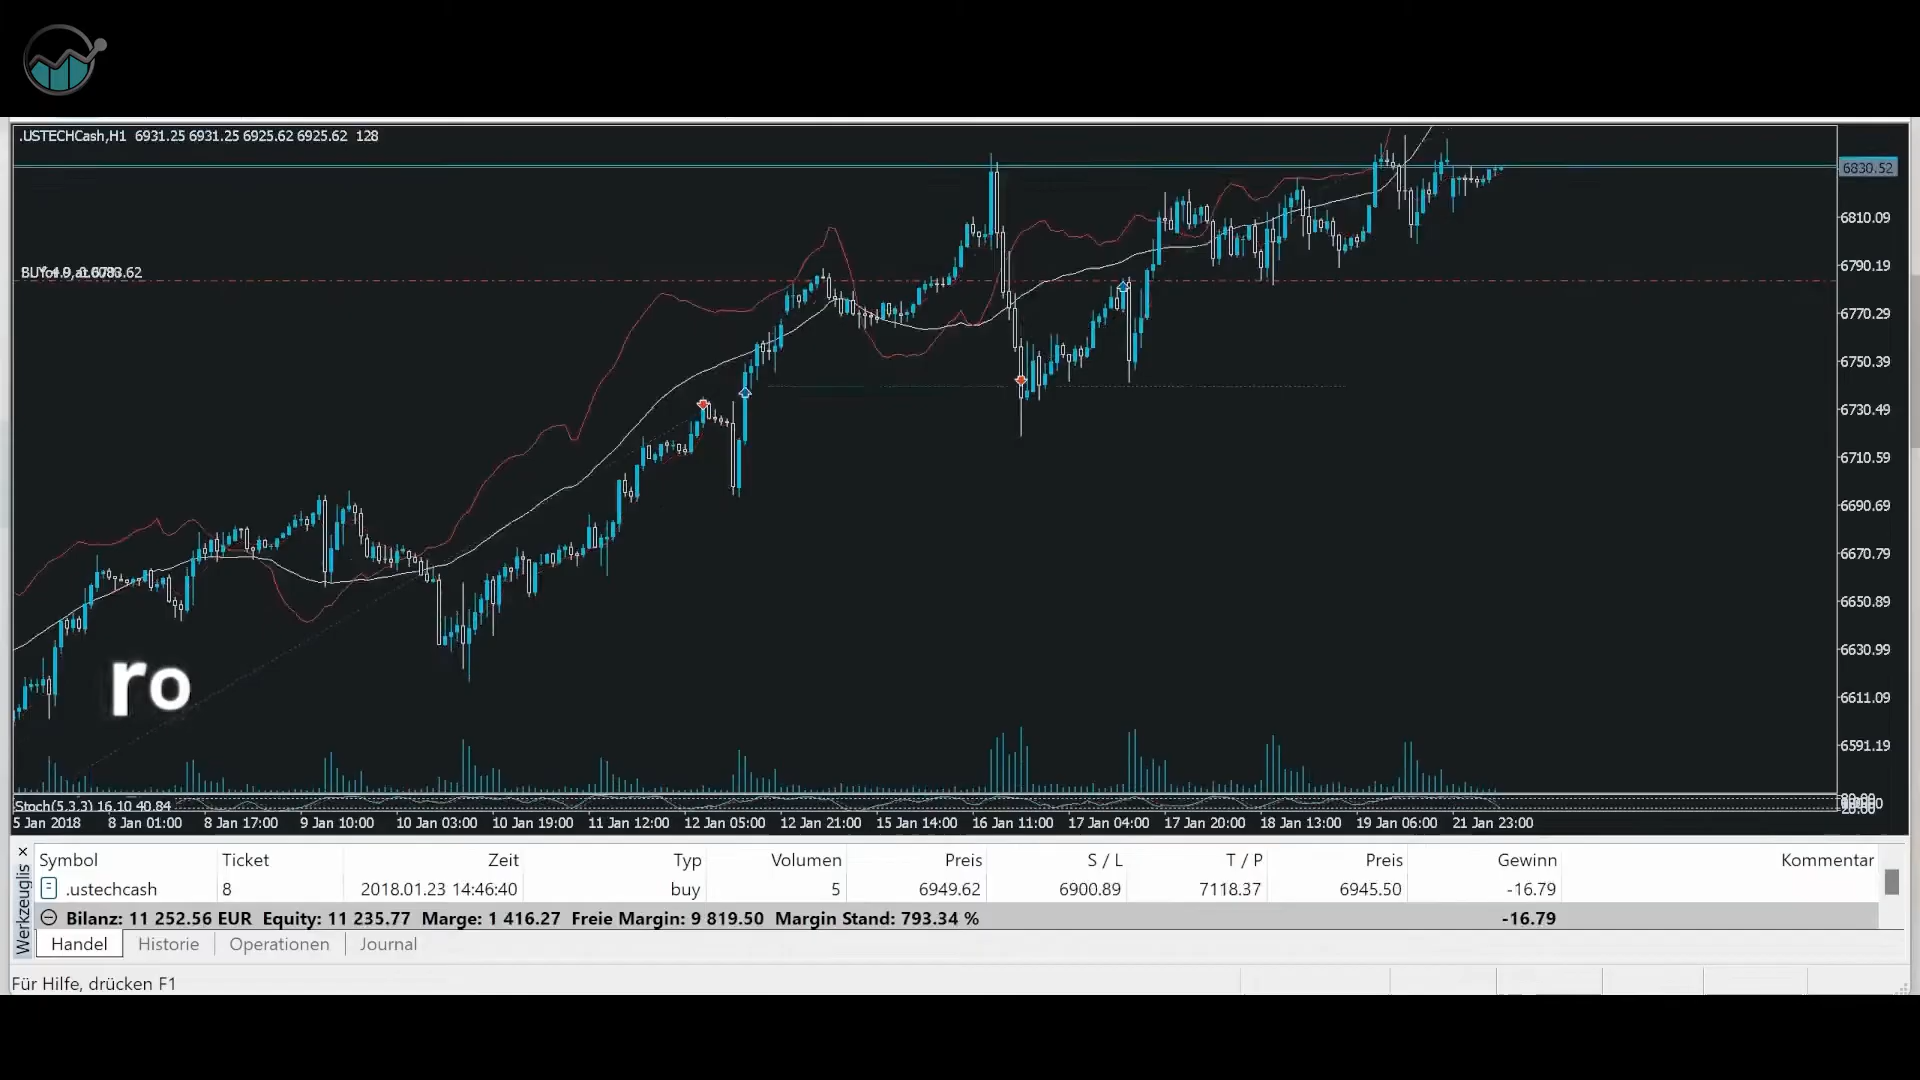 .USTECHCash,H1 6931.25 6931.25 6925.62 6925.62 128
6830.52
6810.09
6790.19
6770.29
6750.39
6730.49
6710.59
6690.69
6670.79
6650.89
6630.99
6611.09
6591.19
ro
Stoch(5,3,3) 16.10 40.84
5 Jan 2018 8 Jan 01:00 8 Jan 17:00 9 Jan 10:00 10 Jan 03:00 10 Jan 19:00 11 Jan 12:00 12 Jan 05:00 12 Jan 21:00 15 Jan 14:00 16 Jan 11:00 17 Jan 04:00 17 Jan 20:00 18 Jan 13:00 19 Jan 06:00 21 Jan 23:00
Symbol Ticket Zeit Typ Volumen Preis S / L T / P Preis Gewinn Kommentar
.ustechcash 8 2018.01.23 14:46:40 buy 5 6949.62 6900.89 7118.37 6945.50 -16.79
Bilanz: 11 252.56 EUR Equity: 11 235.77 Marge: 1 416.27 Freie Margin: 9 819.50 Margin Stand: 793.34 % -16.79
Handel Historie Operationen Journal
Werkzeuglis
Für Hilfe, drücken F1